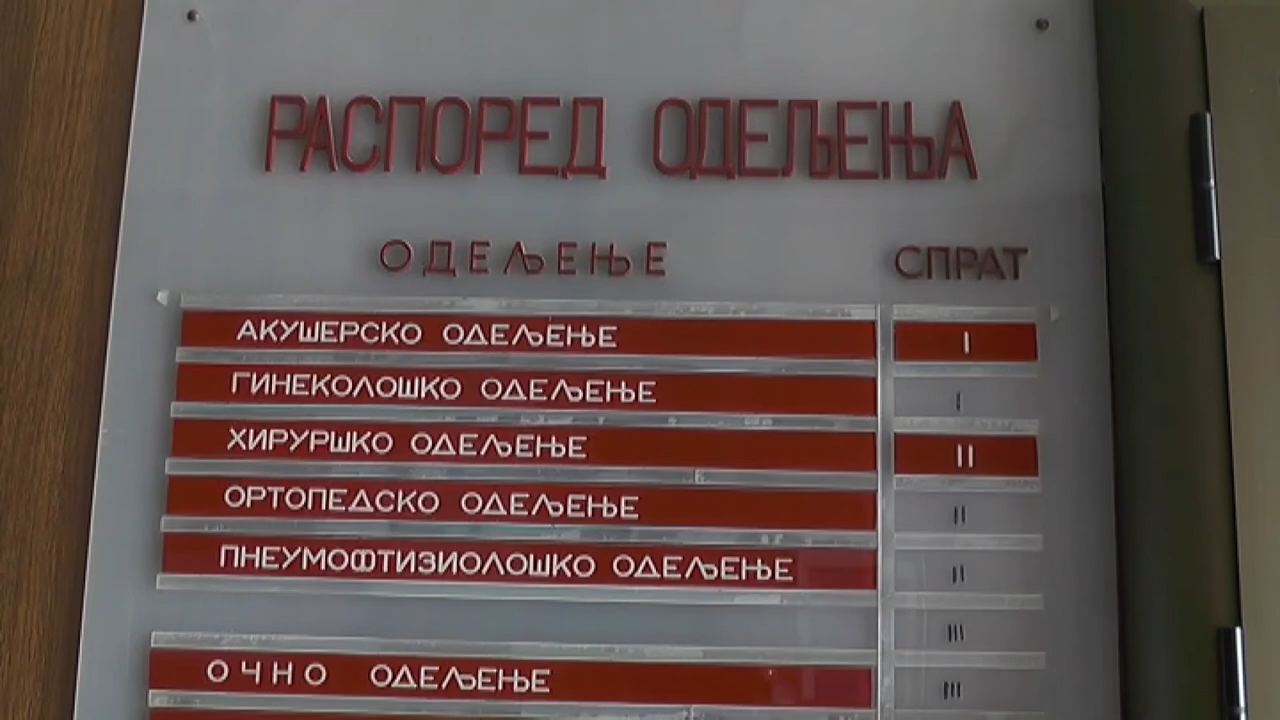 РАСПОРЕД ОДЕЉЕЊА
ОДЕЉЕЊЕ СПРАТ
АКУШЕРСКО ОДЕЉЕЊЕ I
ГИНЕКОЛОШКО ОДЕЉЕЊЕ I
ХИРУРШКО ОДЕЉЕЊЕ II
ОРТОПЕДСКО ОДЕЉЕЊЕ II
ПНЕУМОФТИЗИОЛОШКО ОДЕЉЕЊЕ II
III
ОЧНО ОДЕЉЕЊЕ III